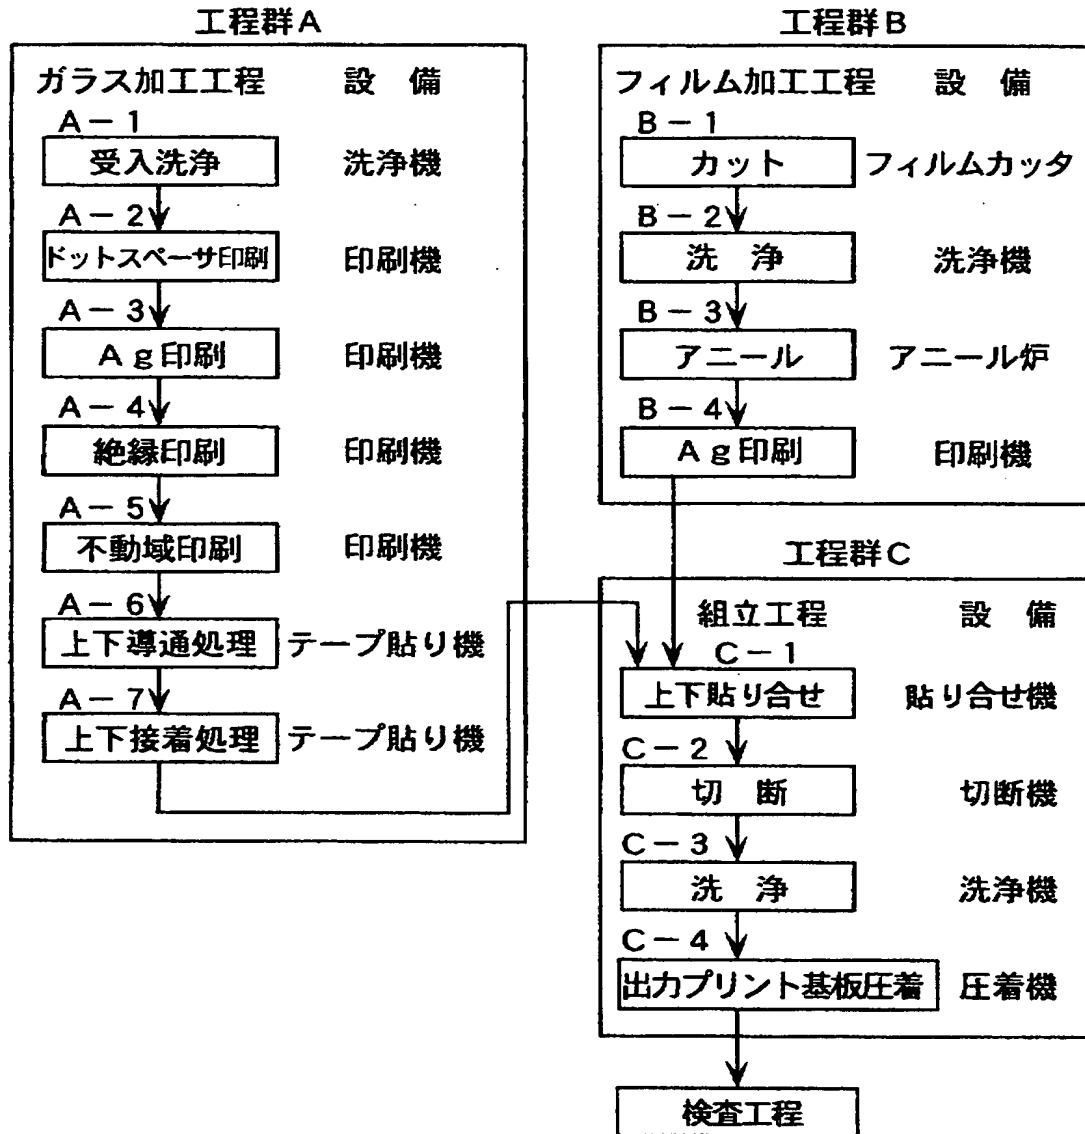 工程群A
ガラス加工工程 設 備
A－1
受入洗浄 洗浄機
A－2
ドットスペーサ印刷 印刷機
A－3
Ag印刷 印刷機
A－4
絶縁印刷 印刷機
A－5
不動域印刷 印刷機
A－6
上下導通処理 テープ貼り機
A－7
上下接着処理 テープ貼り機
工程群B
フィルム加工工程 設 備
B－1
カット フィルムカッタ
B－2
洗 浄 洗浄機
B－3
アニール アニール炉
B－4
Ag印刷 印刷機
工程群C
組立工程 設 備
C－1
上下貼り合せ 貼り合せ機
C－2
切 断 切断機
C－3
洗 浄 洗浄機
C－4
出力プリント基板圧着 圧着機
検査工程